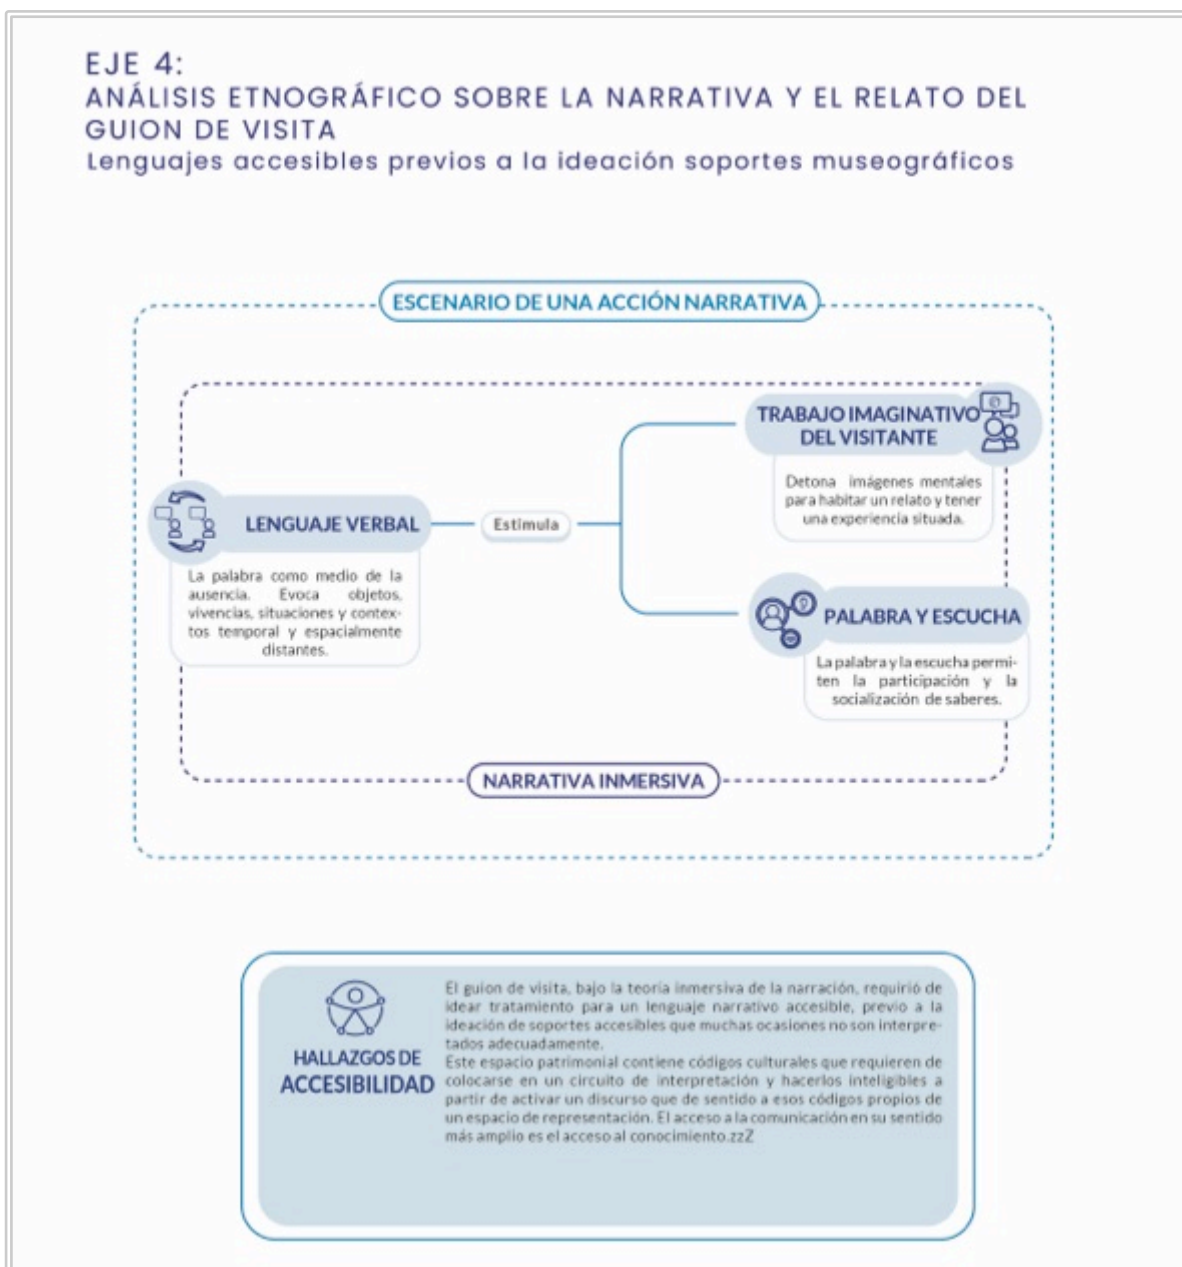 EJE 4:
ANÁLISIS ETNOGRÁFICO SOBRE LA NARRATIVA Y EL RELATO DEL
GUION DE VISITA
Lenguajes accesibles previos a la ideación soportes museográficos
ESCENARIO DE UNA ACCIÓN NARRATIVA
LENGUAJE VERBAL
La palabra como medio de la
ausencia. Evoca objetos,
vivencias, situaciones y contex-
tos temporal y espacialmente
distantes.
Estimula
TRABAJO IMAGINATIVO
DEL VISITANTE
Detona imágenes mentales
para habitar un relato y tener
una experiencia situada.
PALABRA Y ESCUCHA
La palabra y la escucha permi-
ten la participación y la
socialización de saberes.
NARRATIVA INMERSIVA
HALLAZGOS DE
ACCESIBILIDAD
El guion de visita, bajo la teoría inmersiva de la narración, requirió de
idear tratamiento para un lenguaje narrativo accesible, previo a la
ideación de soportes accesibles que muchas ocasiones no son interpre-
tados adecuadamente.
Este espacio patrimonial contiene códigos culturales que requieren de
colocarse en un circuito de interpretación y hacerlos inteligibles a
partir de activar un discurso que de sentido a esos códigos propios de
un espacio de representación. El acceso a la comunicación en su sentido
más amplio es el acceso al conocimiento.zzZ